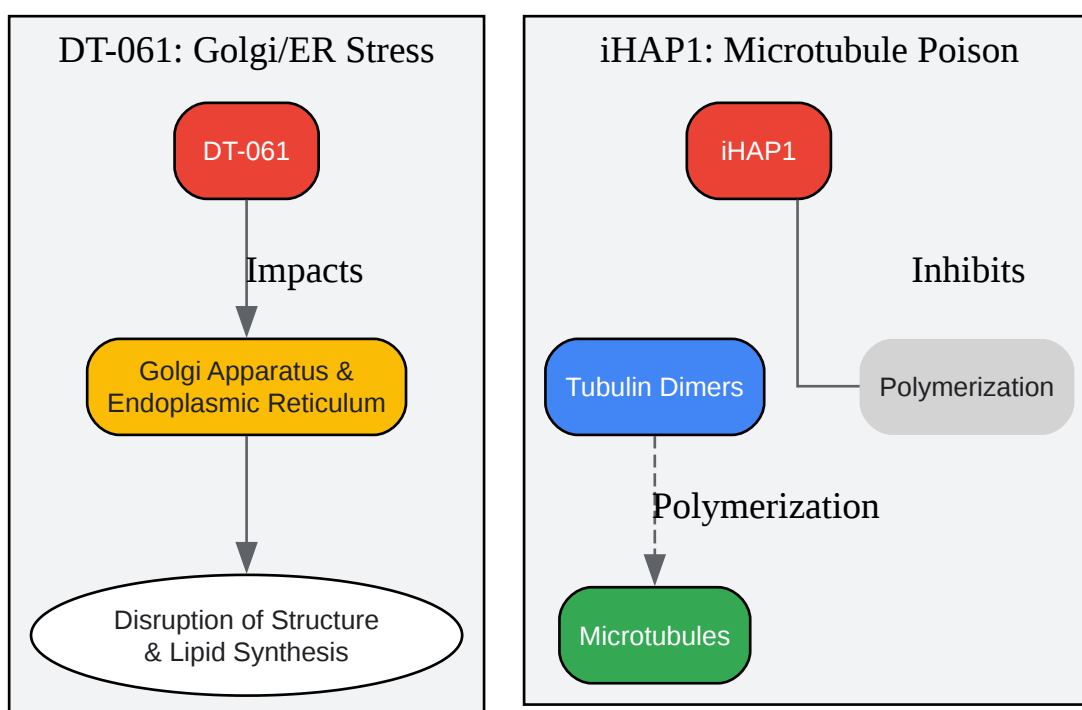 DT-061: Golgi/ER Stress
DT-061
Impacts
Golgi Apparatus &
Endoplasmic Reticulum
Disruption of Structure
& Lipid Synthesis
iHAP1: Microtubule Poison
iHAP1
Inhibits
Tubulin Dimers
Polymerization
Polymerization
Microtubules